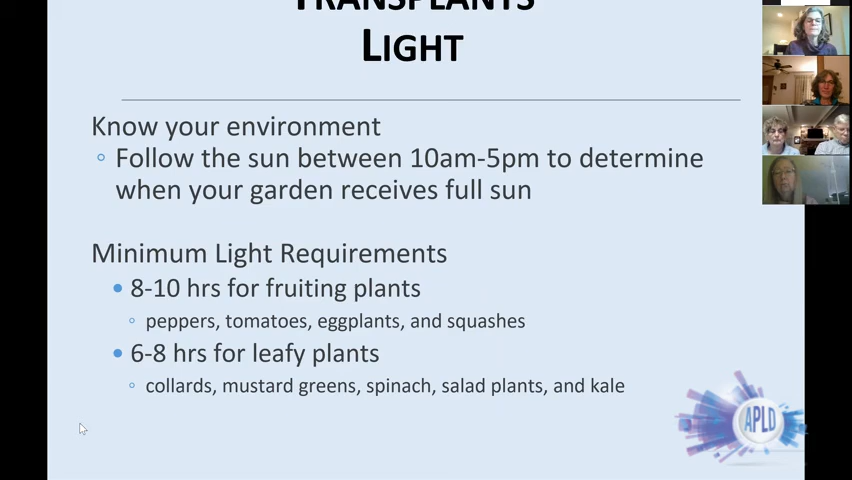 TRANSPLANTS
LIGHT
Know your environment
◦ Follow the sun between 10am-5pm to determine
when your garden receives full sun
Minimum Light Requirements
• 8-10 hrs for fruiting plants
◦ peppers, tomatoes, eggplants, and squashes
• 6-8 hrs for leafy plants
◦ collards, mustard greens, spinach, salad plants, and kale
APLD